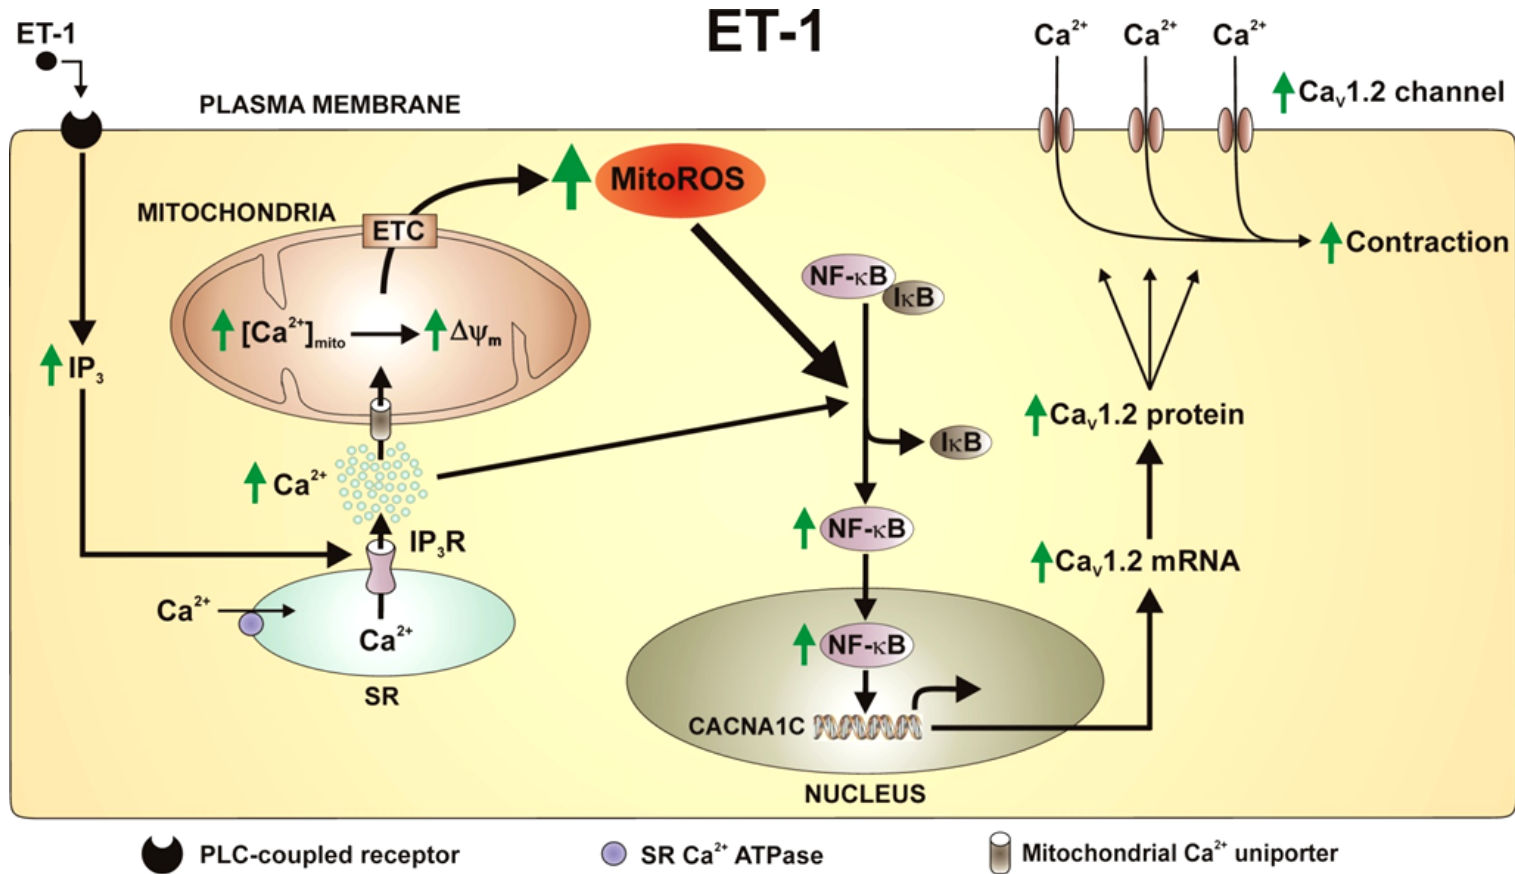 ET-1
ET-1
PLASMA MEMBRANE
Ca²⁺ Ca²⁺ Ca²⁺
Caᵥ1.2 channel
MitoROS
MITOCHONDRIA
ETC
Contraction
NF-κB
IκB
[Ca²⁺]mito
Δψm
IP₃
Caᵥ1.2 protein
IκB
Ca²⁺
NF-κB
IP₃R
Caᵥ1.2 mRNA
Ca²⁺
Ca²⁺
NF-κB
SR
CACNA1C
NUCLEUS
PLC-coupled receptor
SR Ca²⁺ ATPase
Mitochondrial Ca²⁺ uniporter